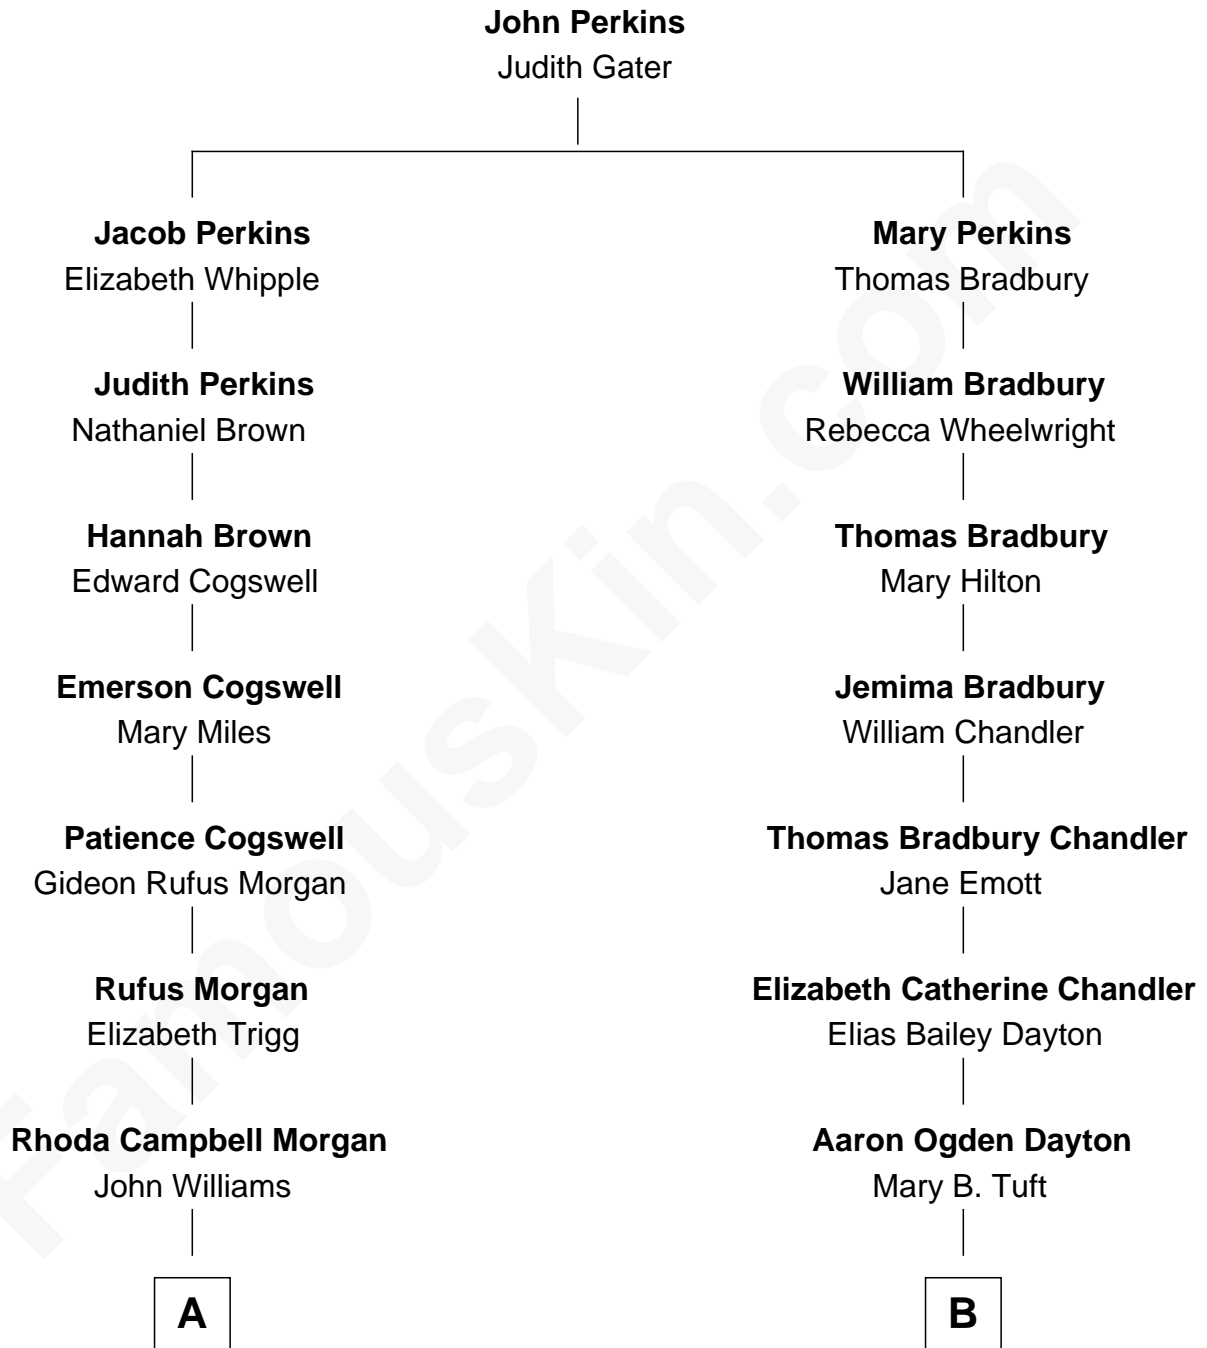 John Perkins
Judith Gater
Jacob Perkins
Elizabeth Whipple
Mary Perkins
Thomas Bradbury
Judith Perkins
Nathaniel Brown
William Bradbury
Rebecca Wheelwright
Hannah Brown
Edward Cogswell
Thomas Bradbury
Mary Hilton
Emerson Cogswell
Mary Miles
Jemima Bradbury
William Chandler
Patience Cogswell
Gideon Rufus Morgan
Thomas Bradbury Chandler
Jane Emott
Rufus Morgan
Elizabeth Trigg
Elizabeth Catherine Chandler
Elias Bailey Dayton
Rhoda Campbell Morgan
John Williams
Aaron Ogden Dayton
Mary B. Tuft
A
B
FamousKin.com